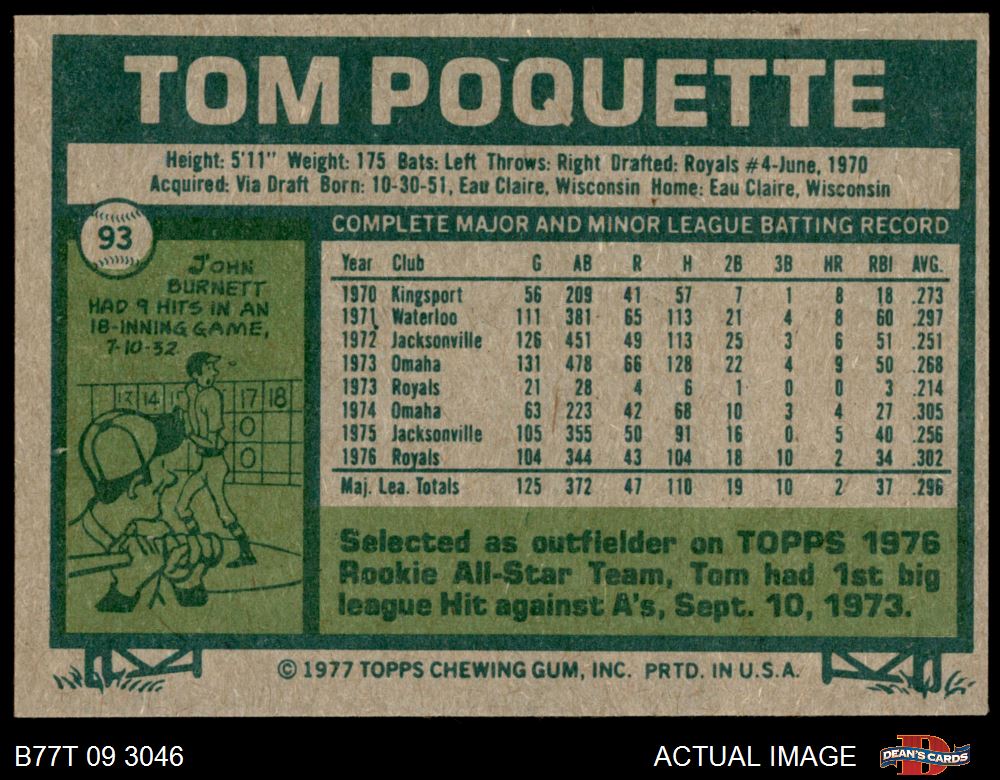 TOM POQUETTE
Height: 5'11" Weight: 175 Bats: Left Throws: Right Drafted: Royals #4-June, 1970
Acquired: Via Draft Born: 10-30-51, Eau Claire, Wisconsin Home: Eau Claire, Wisconsin
93
JOHN
BURNETT
HAD 9 HITS IN AN
18-INNING GAME,
7-10-32
13 14 17 18
0
0
COMPLETE MAJOR AND MINOR LEAGUE BATTING RECORD
Year Club G AB R H 2B 3B HR RBI AVG.
1970 Kingsport 56 209 41 57 7 1 8 18 .273
1971 Waterloo 111 381 65 113 21 4 8 60 .297
1972 Jacksonville 126 451 49 113 25 3 6 51 .251
1973 Omaha 131 478 66 128 22 4 9 50 .268
1973 Royals 21 28 4 6 1 0 0 3 .214
1974 Omaha 63 223 42 68 10 3 4 27 .305
1975 Jacksonville 105 355 50 91 16 0 5 40 .256
1976 Royals 104 344 43 104 18 10 2 34 .302
Maj. Lea. Totals 125 372 47 110 19 10 2 37 .296
Selected as outfielder on TOPPS 1976
Rookie All-Star Team, Tom had 1st big
league Hit against A's, Sept. 10, 1973.
© 1977 TOPPS CHEWING GUM, INC. PRTD. IN U.S.A.
B77T 09 3046
ACTUAL IMAGE
D
DEAN'S CARDS